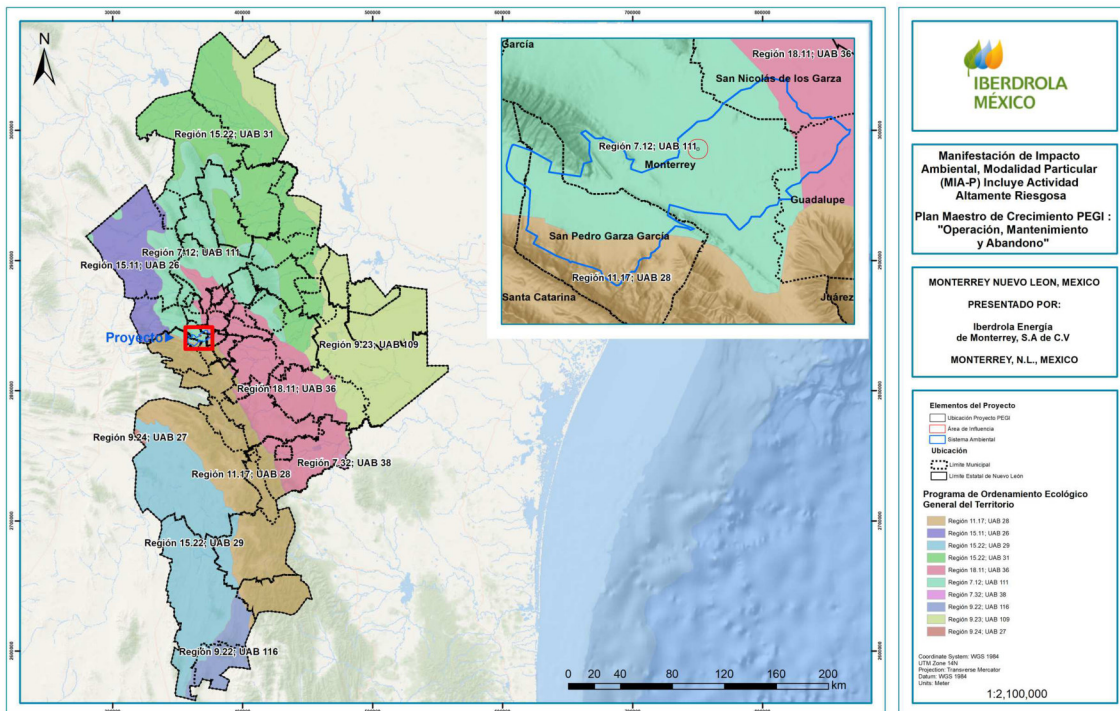 300000
400000
500000
600000
700000
800000
N
García
Región 18.11; UAB 36
San Nicolás de los Garza
Región 7.12; UAB 111
Monterrey
Guadalupe
San Pedro Garza García
Región 11.17; UAB 28
Santa Catarina
Juárez
Región 15.22; UAB 31
Región 7.12; UAB 111
Región 15.11; UAB 26
Proyecto
Región 9.23; UAB 109
Región 18.11; UAB 36
Región 9.24; UAB 27
Región 7.32; UAB 38
Región 11.17; UAB 28
Región 15.22; UAB 29
Región 9.22; UAB 116
0 40 80 120 160 200
km
IBERDROLA
MÉXICO
Manifestación de Impacto
Ambiental, Modalidad Particular
(MIA-P) Incluye Actividad
Altamente Riesgosa
Plan Maestro de Crecimiento PEGI :
"Operación, Mantenimiento
y Abandono"
MONTERREY NUEVO LEON, MEXICO
PRESENTADO POR:
Iberdrola Energía
de Monterrey, S.A de C.V
MONTERREY, N.L., MEXICO
Elementos del Proyecto
Ubicación Proyecto PEGI
Área de Influencia
Sistema Ambiental
Ubicación
Límite Municipal
Límite Estatal de Nuevo León
Programa de Ordenamiento Ecológico
General del Territorio
Región 11.17; UAB 28
Región 15.11; UAB 26
Región 15.22; UAB 29
Región 15.22; UAB 31
Región 18.11; UAB 36
Región 7.12; UAB 111
Región 7.32; UAB 38
Región 9.22; UAB 116
Región 9.23; UAB 109
Región 9.24; UAB 27
Coordinate System: WGS 1984
UTM Zone 14N
Projection: Transverse Mercator
Datum: WGS 1984
Units: Meter
1:2,100,000